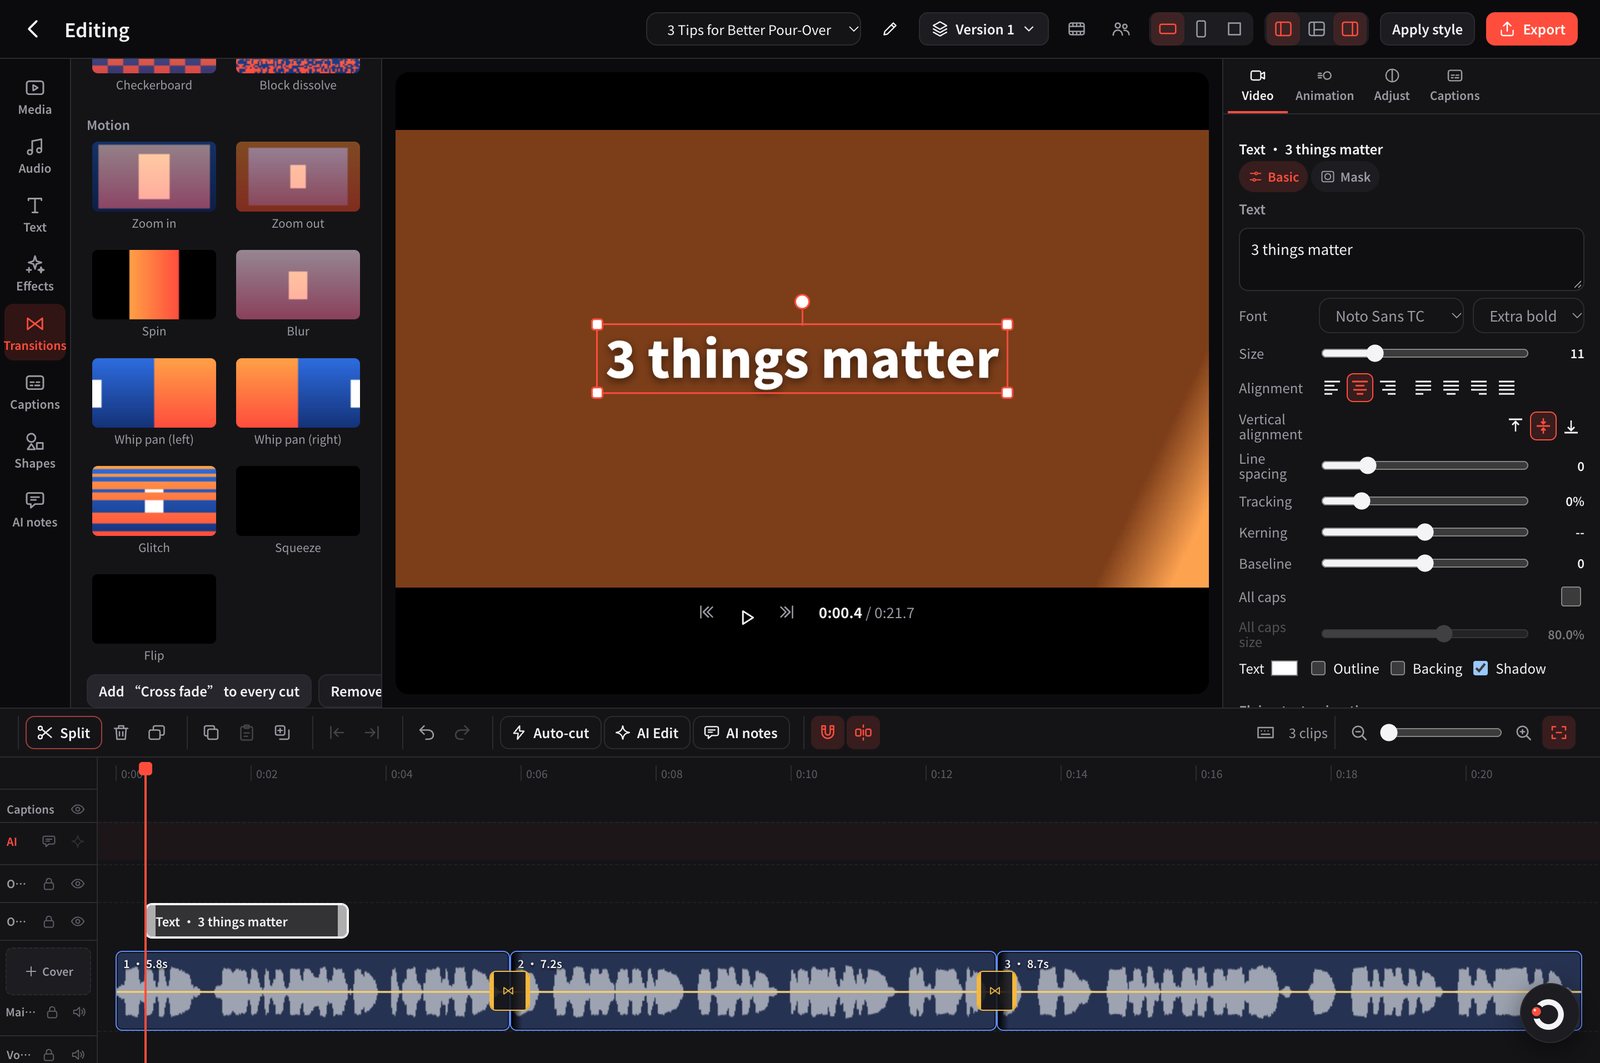 Editing
3 Tips for Better Pour-Over
Version 1
Apply style
Export
Media
Audio
Text
Effects
Transitions
Captions
Shapes
AI notes
Checkerboard
Block dissolve
Motion
Zoom in
Zoom out
Spin
Blur
Whip pan (left)
Whip pan (right)
Glitch
Squeeze
Flip
Add “Cross fade” to every cut
Remove
3 things matter
0:00.4 / 0:21.7
Video
Animation
Adjust
Captions
Text • 3 things matter
Basic
Mask
Text
3 things matter
Font
Noto Sans TC
Extra bold
Size
11
Alignment
Vertical
alignment
Line
spacing
0
Tracking
0%
Kerning
--
Baseline
0
All caps
All caps
size
80.0%
Text
Outline
Backing
Shadow
Split
Auto-cut
AI Edit
AI notes
3 clips
0:00
0:02
0:04
0:06
0:08
0:10
0:12
0:14
0:16
0:18
0:20
Captions
AI
O···
O···
Text • 3 things matter
+ Cover
1 • 5.8s
2 • 7.2s
3 • 8.7s
Mai···
Vo···